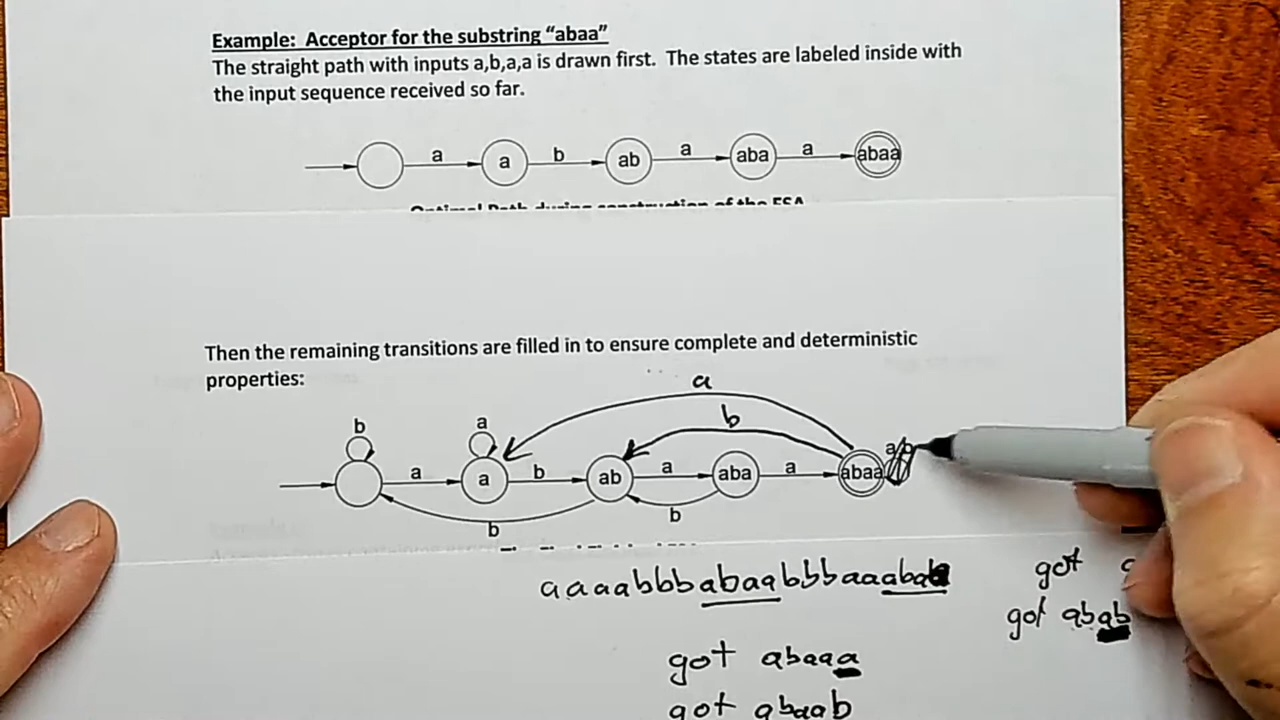 Example: Acceptor for the substring “abaa”
The straight path with inputs a,b,a,a is drawn first. The states are labeled inside with
the input sequence received so far.
a b a a
a ab aba abaa
Then the remaining transitions are filled in to ensure complete and deterministic
properties:
a
b
b a
a b a a
a ab aba abaa
b
b
aaaabbbabaabbbaaaba
got
got abab
got abaaa
got abaab